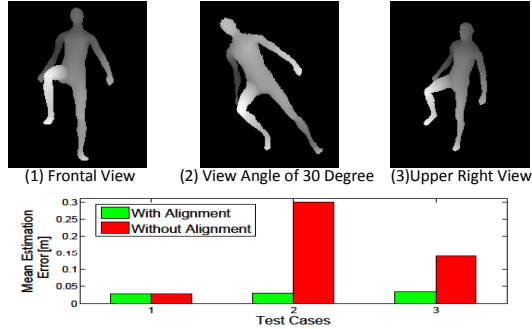 (1) Frontal View
(2) View Angle of 30 Degree
(3)Upper Right View
Mean Estimation
Error[m]
0.3
0.25
0.2
0.15
0.1
0.05
0
With Alignment
Without Alignment
1
2
3
Test Cases